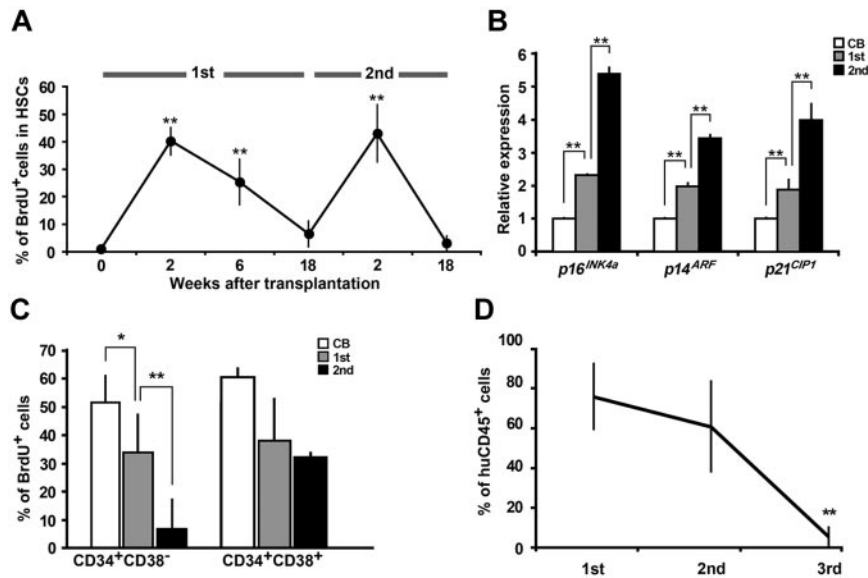 A
1st 2nd
% of BrdU+ cells in HSCs
60
50
40
30
20
10
0
** ** **
0 2 6 18 2 18
Weeks after transplantation
B
CB
1st
2nd
Relative expression
6
5
4
3
2
1
0
** ** ** ** ** **
p16INK4a p14ARF p21CIP1
C
CB
1st
2nd
% of BrdU+ cells
70
60
50
40
30
20
10
0
* **
CD34+CD38- CD34+CD38+
D
% of huCD45+ cells
100
80
60
40
20
0
**
1st 2nd 3rd